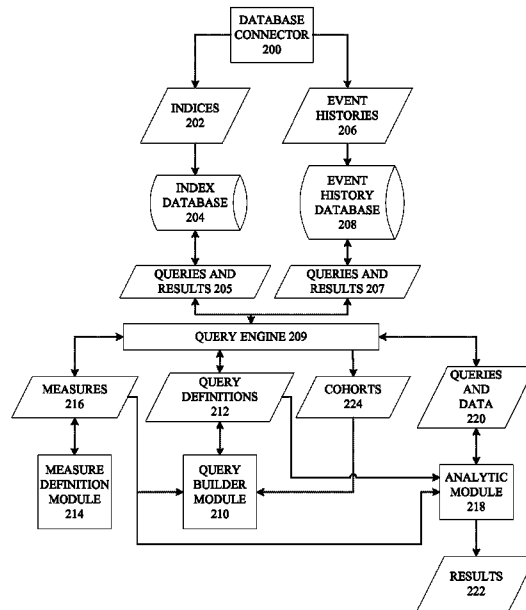 DATABASE
CONNECTOR
200
INDICES
202
EVENT
HISTORIES
206
INDEX
DATABASE
204
EVENT
HISTORY
DATABASE
208
QUERIES AND
RESULTS 205
QUERIES AND
RESULTS 207
QUERY ENGINE 209
MEASURES
216
QUERY
DEFINITIONS
212
COHORTS
224
QUERIES
AND
DATA
220
MEASURE
DEFINITION
MODULE
214
QUERY
BUILDER
MODULE
210
ANALYTIC
MODULE
218
RESULTS
222